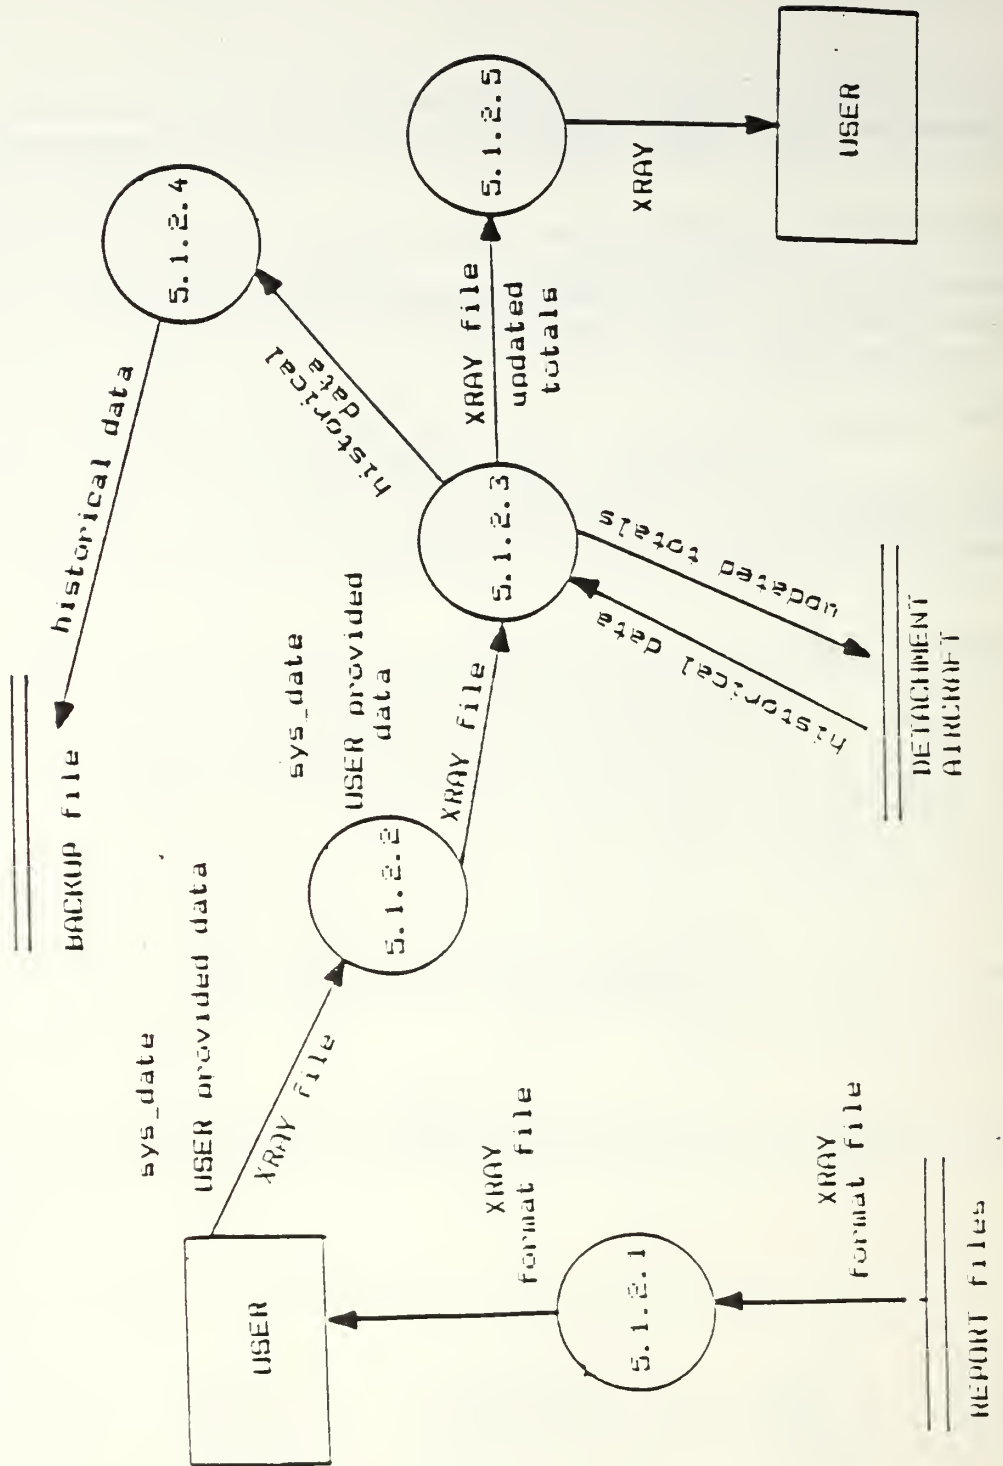 BACKUP file
historical data
5.1.2.4
historical
data
5.1.2.5
XRAY
USER
XRAY file
updated
totals
5.1.2.3
updated totals
historical data
DETACHMENT
AIRCRAFT
sys_date
USER provided
data
XRAY file
5.1.2.2
sys_date
USER provided data
XRAY file
USER
XRAY
format file
5.1.2.1
XRAY
format file
REPORT files